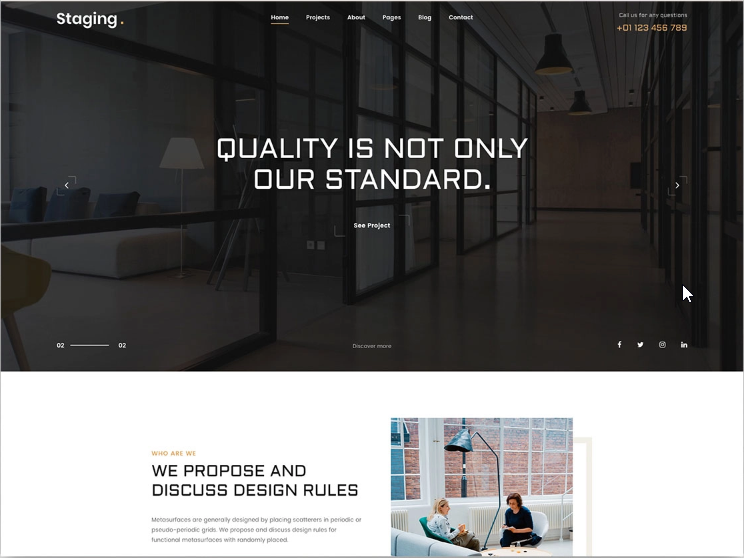 Staging.
Home Projects About Pages Blog Contact
Call us for any questions
+01 123 456 789
QUALITY IS NOT ONLY
OUR STANDARD.
See Project
02 02
Discover more
WHO ARE WE
WE PROPOSE AND
DISCUSS DESIGN RULES
Metasurfaces are generally designed by placing scatterers in periodic or
pseudo-periodic grids. We propose and discuss design rules for
functional metasurfaces with randomly placed.